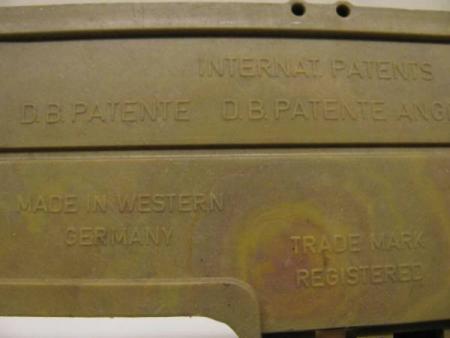 INTERNAT. PATENTS
D.B. PATENTE D.B. PATENTE ANG
MADE IN WESTERN
GERMANY
TRADE MARK
REGISTERED